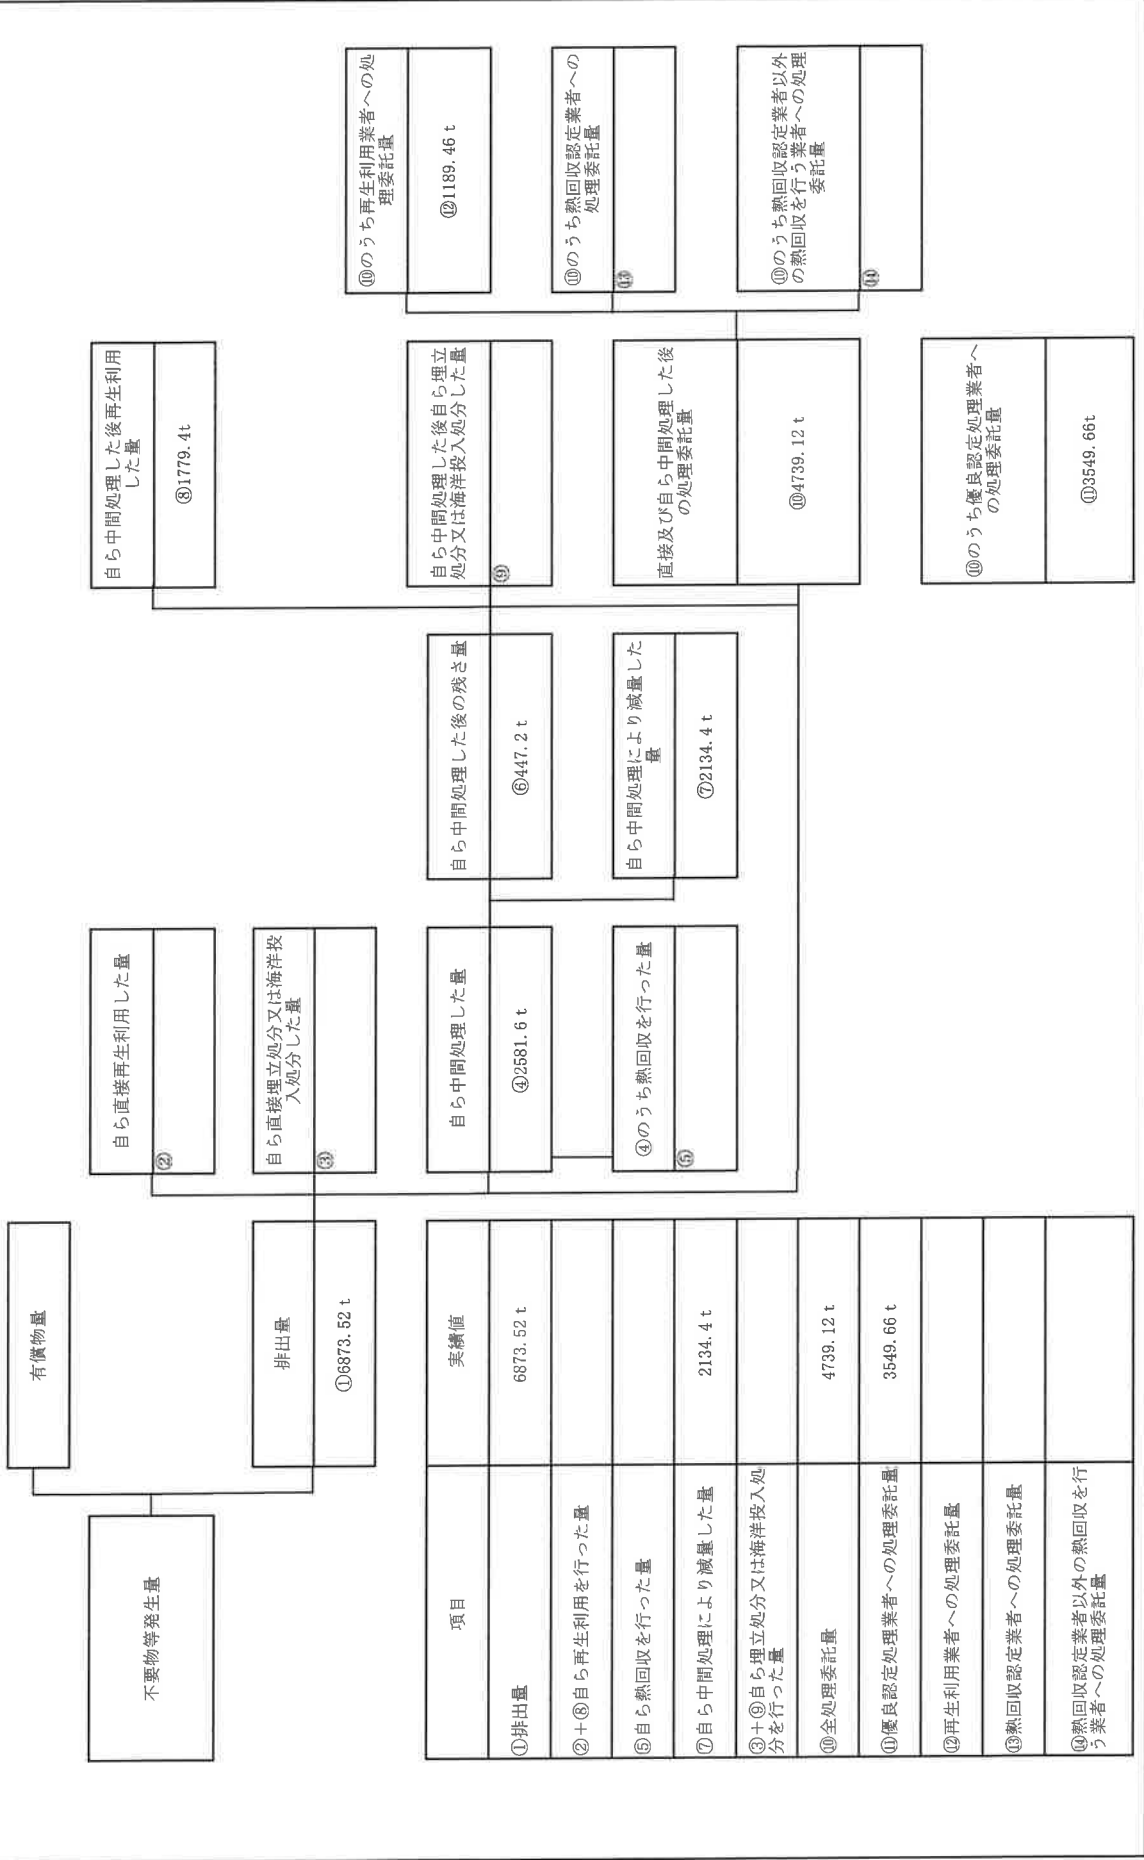 有償物量
不要物等発生量
排出量
①6873.52 t
自ら直接再生利用した量
②
自ら直接埋立処分又は海洋投
入処分した量
③
自ら中間処理した量
④2581.6 t
④のうち熱回収を行った量
⑤
自ら中間処理した後の残さ量
⑥447.2 t
自ら中間処理により減量した
量
⑦2134.4 t
自ら中間処理した後再生利用
した量
⑧1779.4t
自ら中間処理した後自ら埋立
処分又は海洋投入処分した量
⑨
直接及び自ら中間処理した後
の処理委託量
⑩4739.12 t
⑩のうち優良認定処理業者へ
の処理委託量
⑪3549.66t
⑩のうち再生利用業者への処
理委託量
⑫1189.46 t
⑩のうち熱回収認定業者への
処理委託量
⑬
⑩のうち熱回収認定業者以外
の熱回収を行う業者への処理
委託量
⑭
項目 実績値
①排出量 6873.52 t
②＋⑧自ら再生利用を行った量
⑤自ら熱回収を行った量
⑦自ら中間処理により減量した量 2134.4 t
③＋⑨自ら埋立処分又は海洋投入処
分を行った量
⑩全処理委託量 4739.12 t
⑪優良認定処理業者への処理委託量 3549.66 t
⑫再生利用業者への処理委託量
⑬熱回収認定業者への処理委託量
⑭熱回収認定業者以外の熱回収を行
う業者への処理委託量